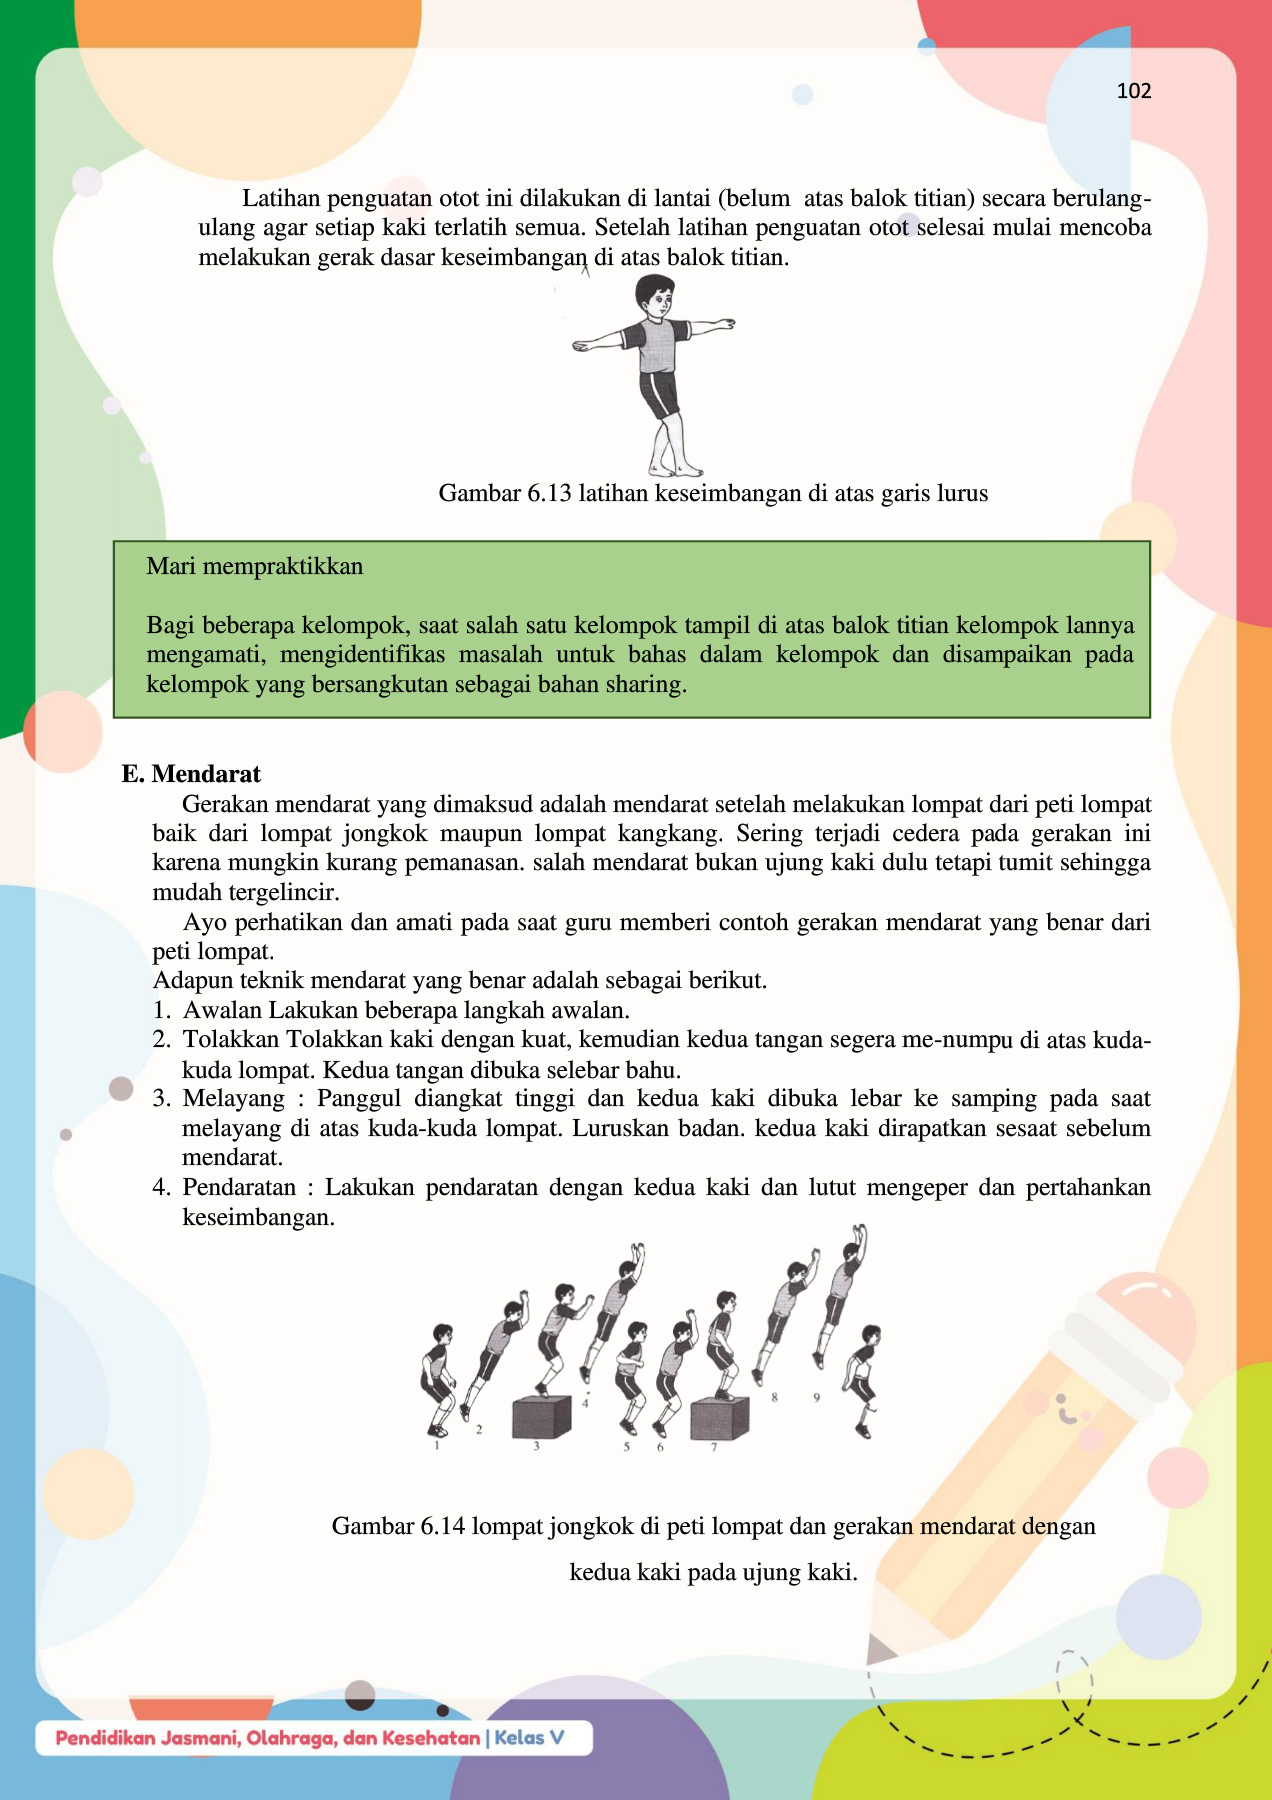 102
Latihan penguatan otot ini dilakukan di lantai (belum  atas balok titian) secara berulang-
ulang agar setiap kaki terlatih semua. Setelah latihan penguatan otot selesai mulai mencoba
melakukan gerak dasar keseimbangan di atas balok titian.
Gambar 6.13 latihan keseimbangan di atas garis lurus
Mari mempraktikkan
Bagi beberapa kelompok, saat salah satu kelompok tampil di atas balok titian kelompok lannya
mengamati, mengidentifikas masalah untuk bahas dalam kelompok dan disampaikan pada
kelompok yang bersangkutan sebagai bahan sharing.
E. Mendarat
Gerakan mendarat yang dimaksud adalah mendarat setelah melakukan lompat dari peti lompat
baik dari lompat jongkok maupun lompat kangkang. Sering terjadi cedera pada gerakan ini
karena mungkin kurang pemanasan. salah mendarat bukan ujung kaki dulu tetapi tumit sehingga
mudah tergelincir.
Ayo perhatikan dan amati pada saat guru memberi contoh gerakan mendarat yang benar dari
peti lompat.
Adapun teknik mendarat yang benar adalah sebagai berikut.
1. Awalan Lakukan beberapa langkah awalan.
2. Tolakkan Tolakkan kaki dengan kuat, kemudian kedua tangan segera me-numpu di atas kuda-
kuda lompat. Kedua tangan dibuka selebar bahu.
3. Melayang : Panggul diangkat tinggi dan kedua kaki dibuka lebar ke samping pada saat
melayang di atas kuda-kuda lompat. Luruskan badan. kedua kaki dirapatkan sesaat sebelum
mendarat.
4. Pendaratan : Lakukan pendaratan dengan kedua kaki dan lutut mengeper dan pertahankan
keseimbangan.
1 2 3 4 5 6 7 8 9
Gambar 6.14 lompat jongkok di peti lompat dan gerakan mendarat dengan
kedua kaki pada ujung kaki.
Pendidikan Jasmani, Olahraga, dan Kesehatan | Kelas V